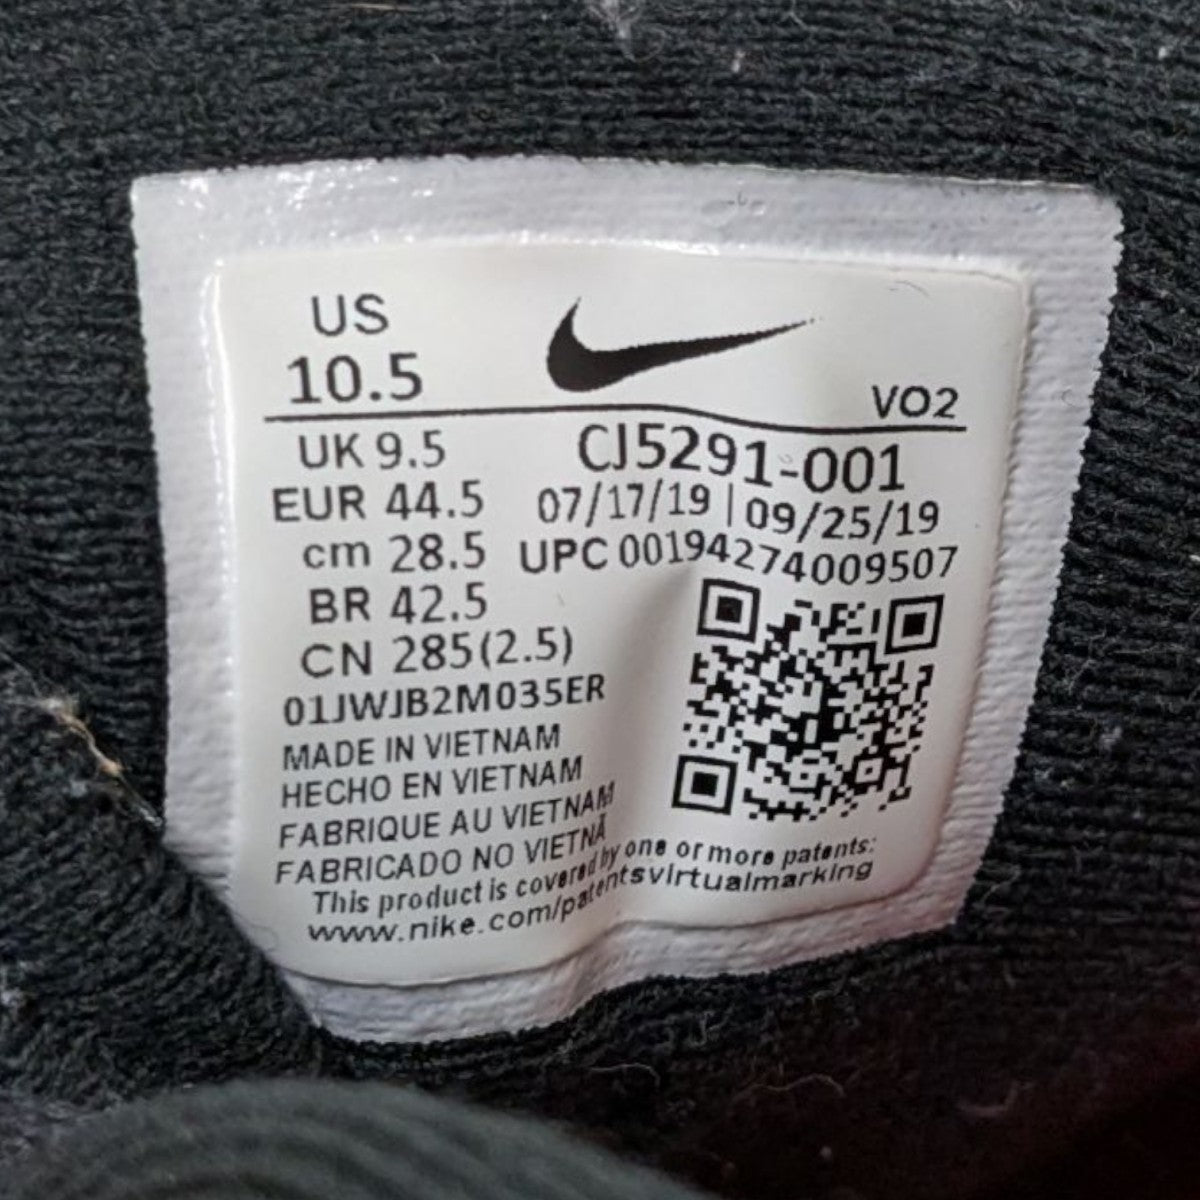 US
10.5
VO2
UK 9.5
CJ5291-001
EUR 44.5
07/17/19 | 09/25/19
cm 28.5
UPC 001942740​09507
BR 42.5
CN 285(2.5)
01JWJB2M035ER
MADE IN VIETNAM
HECHO EN VIETNAM
FABRIQUE AU VIETNAM
FABRICADO NO VIETNÃ
This product is covered by one or more patents:
www.nike.com/patentsvirtualmarking